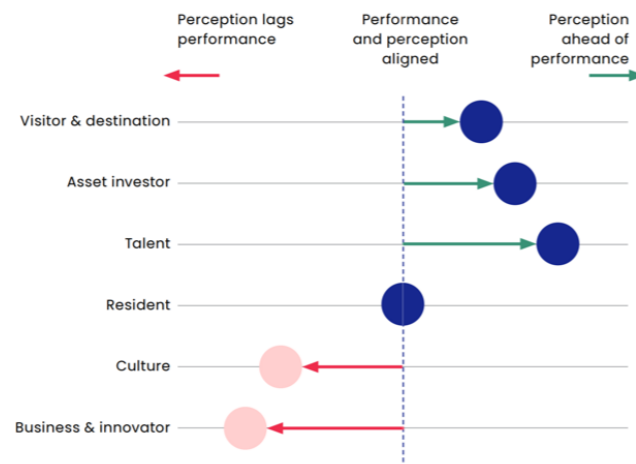 Perception lags
performance
Performance
and perception
aligned
Perception
ahead of
performance
Visitor & destination
Asset investor
Talent
Resident
Culture
Business & innovator